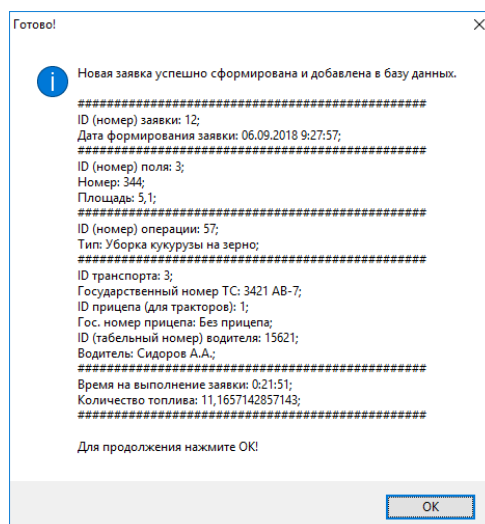 Готово!
Новая заявка успешно сформирована и добавлена в базу данных.
##############################################
ID (номер) заявки: 12;
Дата формирования заявки: 06.09.2018 9:27:57;
##############################################
ID (номер) поля: 3;
Номер: 344;
Площадь: 5,1;
##############################################
ID (номер) операции: 57;
Тип: Уборка кукурузы на зерно;
##############################################
ID транспорта: 3;
Государственный номер ТС: 3421 АВ-7;
ID прицепа (для тракторов): 1;
Гос. номер прицепа: Без прицепа;
ID (табельный номер) водителя: 15621;
Водитель: Сидоров А.А.;
##############################################
Время на выполнение заявки: 0:21:51;
Количество топлива: 11,1657142857143;
##############################################
Для продолжения нажмите ОК!
ОК